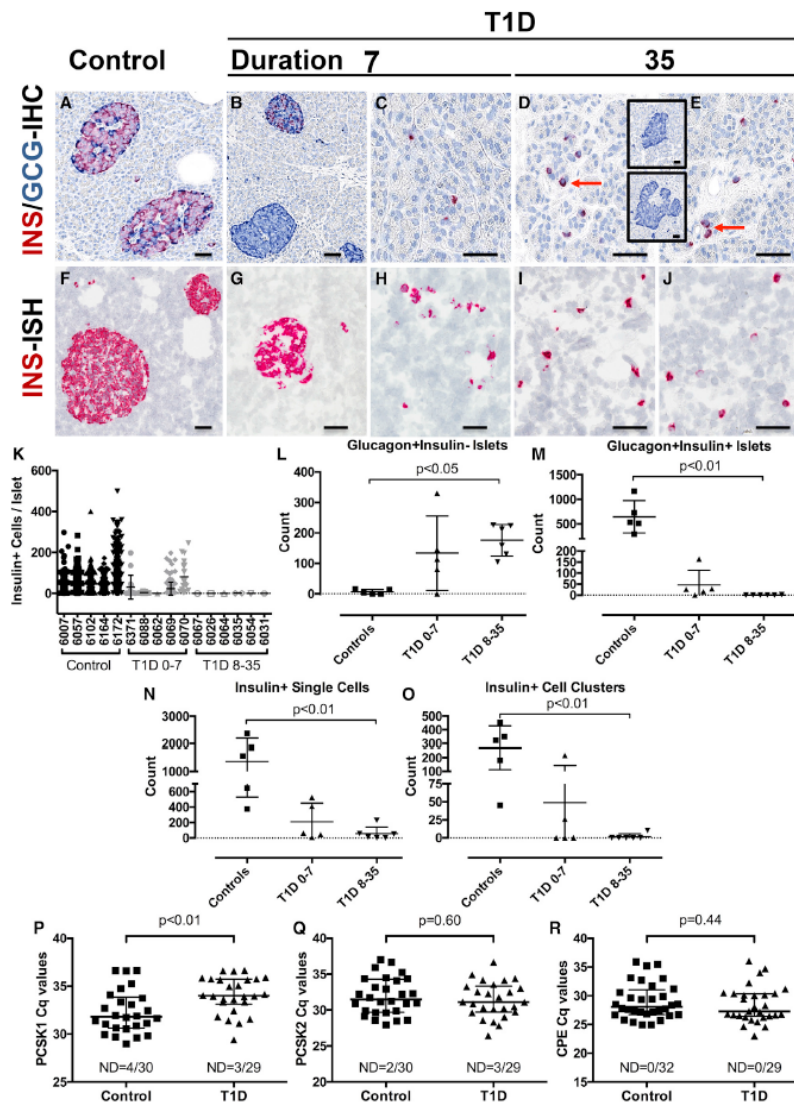 T1D
Control Duration 7 35
INS/GCG-IHC
A B C D E
INS-ISH
F G H I J
K
Insulin+ Cells / Islet
600
400
200
0
6007-
6057-
6102-
6164-
6172-
6371-
6088-
6062-
6069-
6070-
6067-
6026-
6064-
6035-
6054-
6031-
Control T1D 0-7 T1D 8-35
L
Glucagon+Insulin- Islets
p<0.05
Count
400
300
200
100
0
Controls
T1D 0-7
T1D 8-35
M
Glucagon+Insulin+ Islets
p<0.01
Count
1500
1000
500
200
150
100
50
0
Controls
T1D 0-7
T1D 8-35
N
Insulin+ Single Cells
p<0.01
Count
3000
2000
1000
600
400
200
0
Controls
T1D 0-7
T1D 8-35
O
Insulin+ Cell Clusters
p<0.01
Count
500
400
300
200
100
75
50
25
0
Controls
T1D 0-7
T1D 8-35
P
p<0.01
PCSK1 Cq values
40
35
30
25
ND=4/30 ND=3/29
Control T1D
Q
p=0.60
PCSK2 Cq values
40
35
30
25
20
ND=2/30 ND=3/29
Control T1D
R
p=0.44
CPE Cq values
40
35
30
25
20
15
ND=0/32 ND=0/29
Control T1D